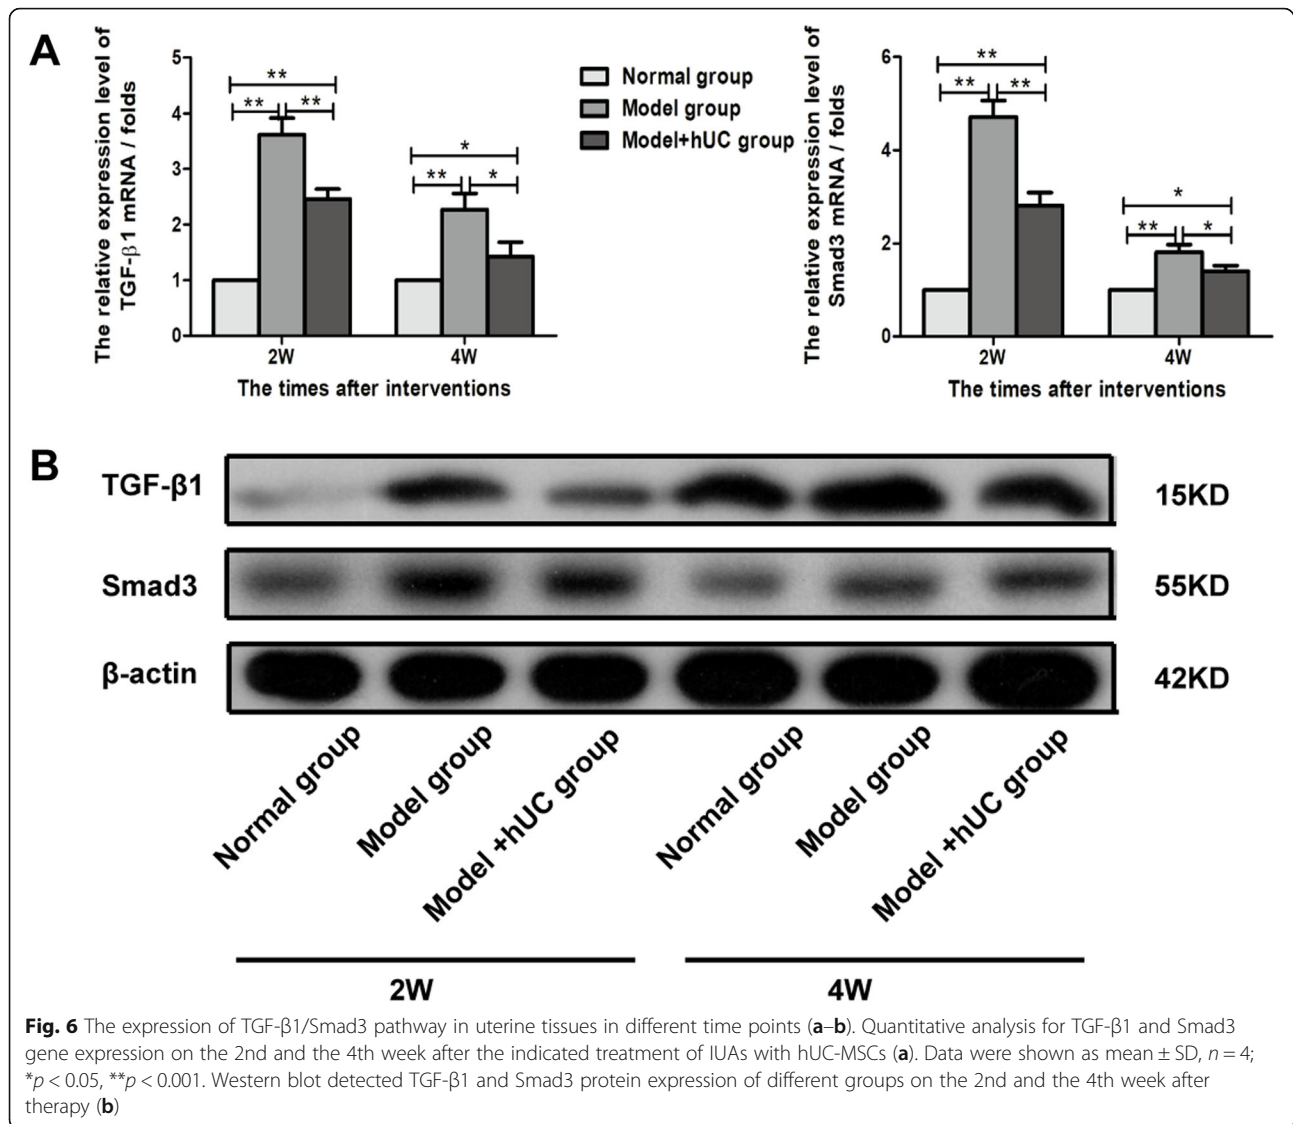 A
The relative expression level of
TGF-β1 mRNA / folds
5
4
3
2
1
0
**
**
**
*
**
*
2W
4W
The times after interventions
Normal group
Model group
Model+hUC group
The relative expression level of
Smad3 mRNA / folds
6
4
2
0
**
**
**
*
**
*
2W
4W
The times after interventions
B
TGF-β1
15KD
Smad3
55KD
β-actin
42KD
Normal group
Model group
Model +hUC group
Normal group
Model group
Model +hUC group
2W
4W
Fig. 6 The expression of TGF-β1/Smad3 pathway in uterine tissues in different time points (a–b). Quantitative analysis for TGF-β1 and Smad3
gene expression on the 2nd and the 4th week after the indicated treatment of IUAs with hUC-MSCs (a). Data were shown as mean ± SD, n = 4;
*p < 0.05, **p < 0.001. Western blot detected TGF-β1 and Smad3 protein expression of different groups on the 2nd and the 4th week after
therapy (b)